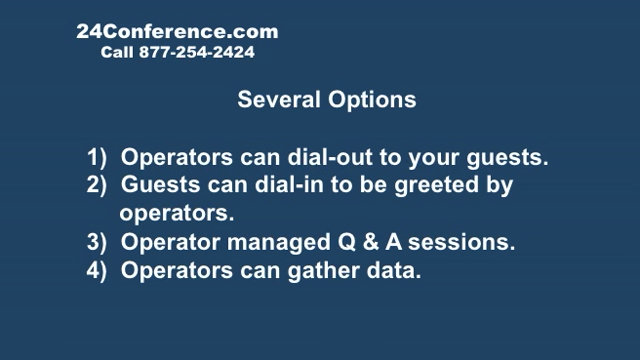 24Conference.com
Call 877-254-2424
Several Options
1) Operators can dial-out to your guests.
2) Guests can dial-in to be greeted by
operators.
3) Operator managed Q & A sessions.
4) Operators can gather data.